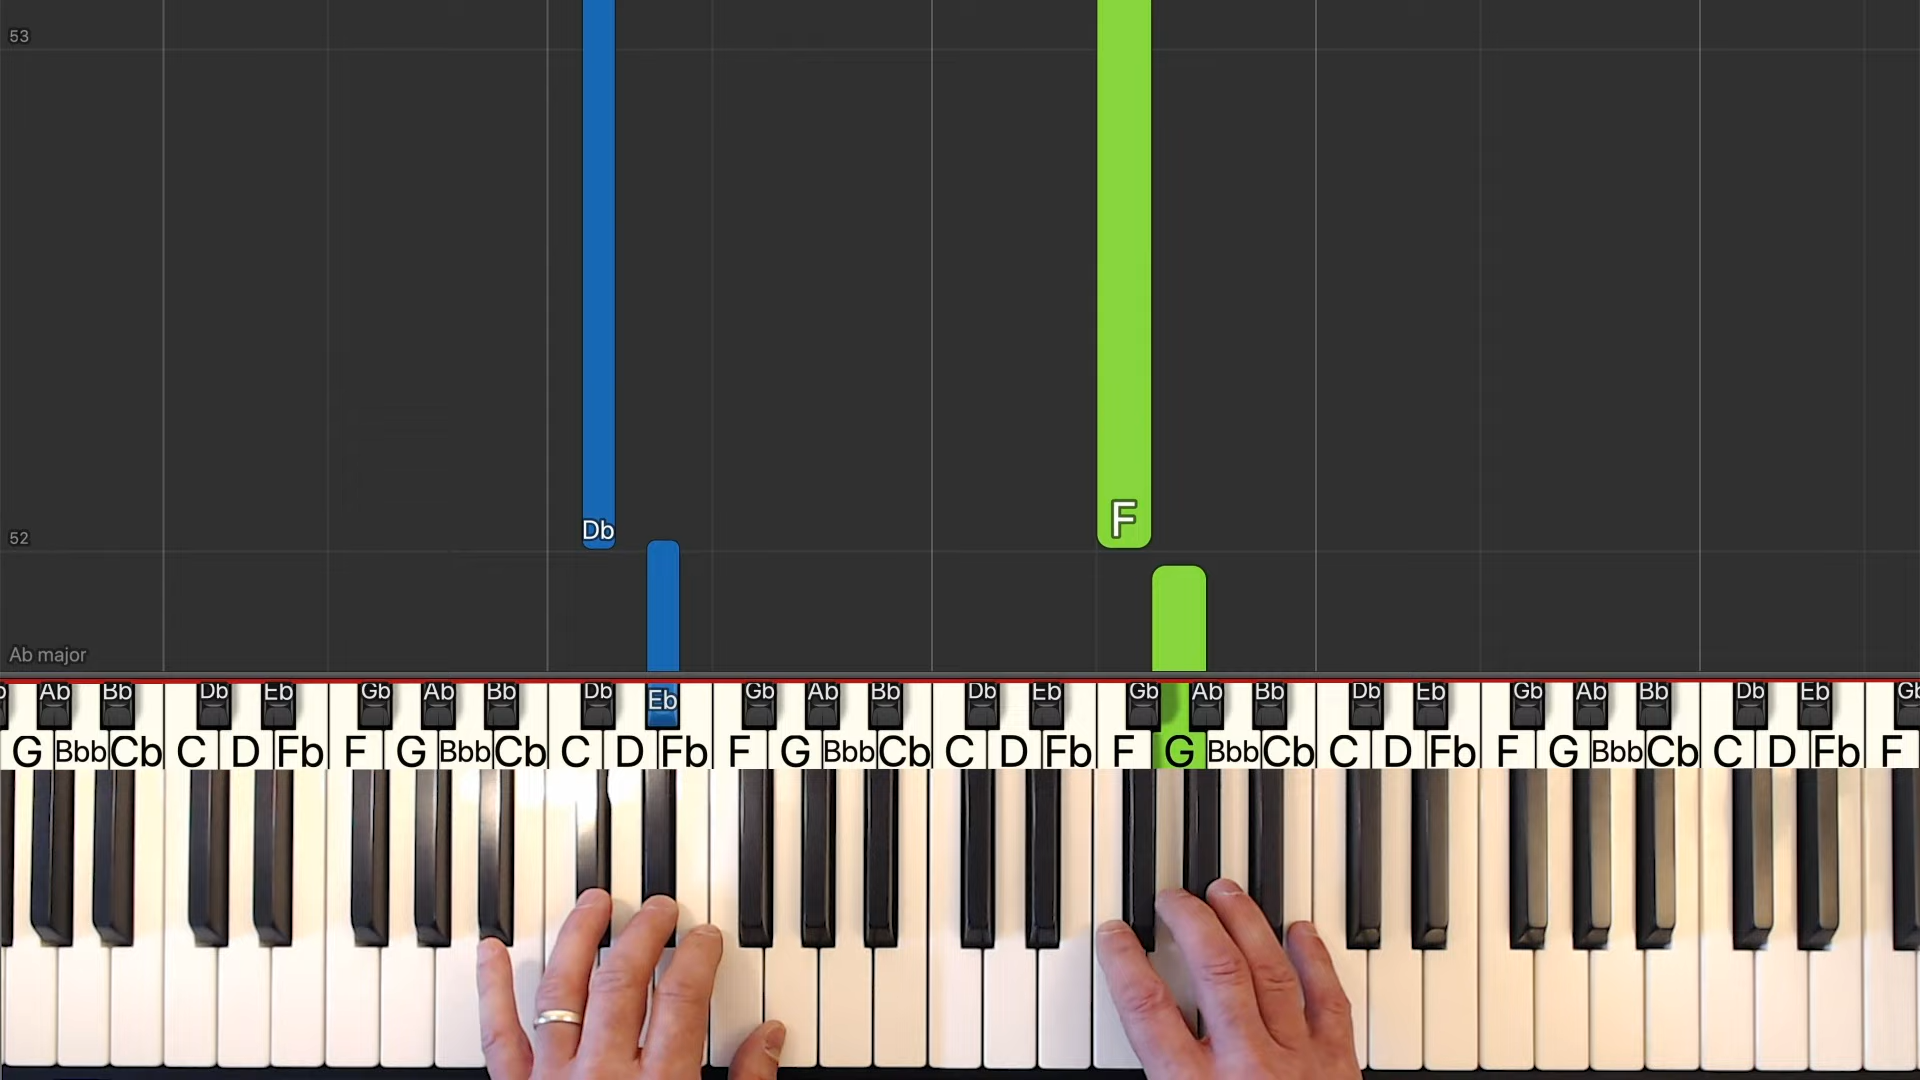 53
Db
F
52
Ab major
Ab Bb Db Eb Gb Ab Bb Db Eb Gb Ab Bb Db Eb Gb Ab Bb Db Eb Gb Ab Bb Db Eb
G Bbb Cb C D Fb F G Bbb Cb C D Fb F G Bbb Cb C D Fb F G Bbb Cb C D Fb F G Bbb Cb C D Fb F